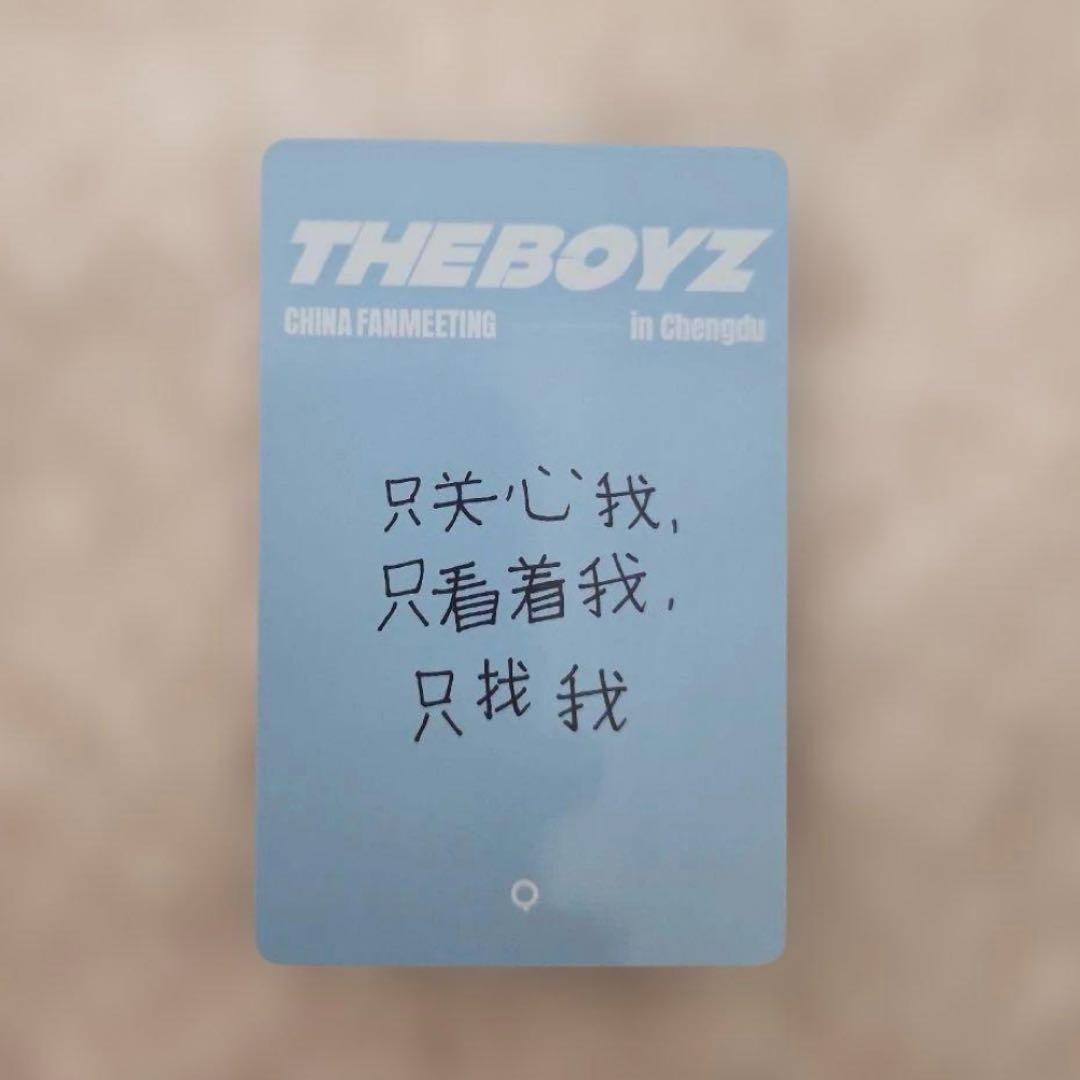 THEBOYZ
CHINA FANMEETING in Chengdu
只关心我,
只看着我,
只找我
Q